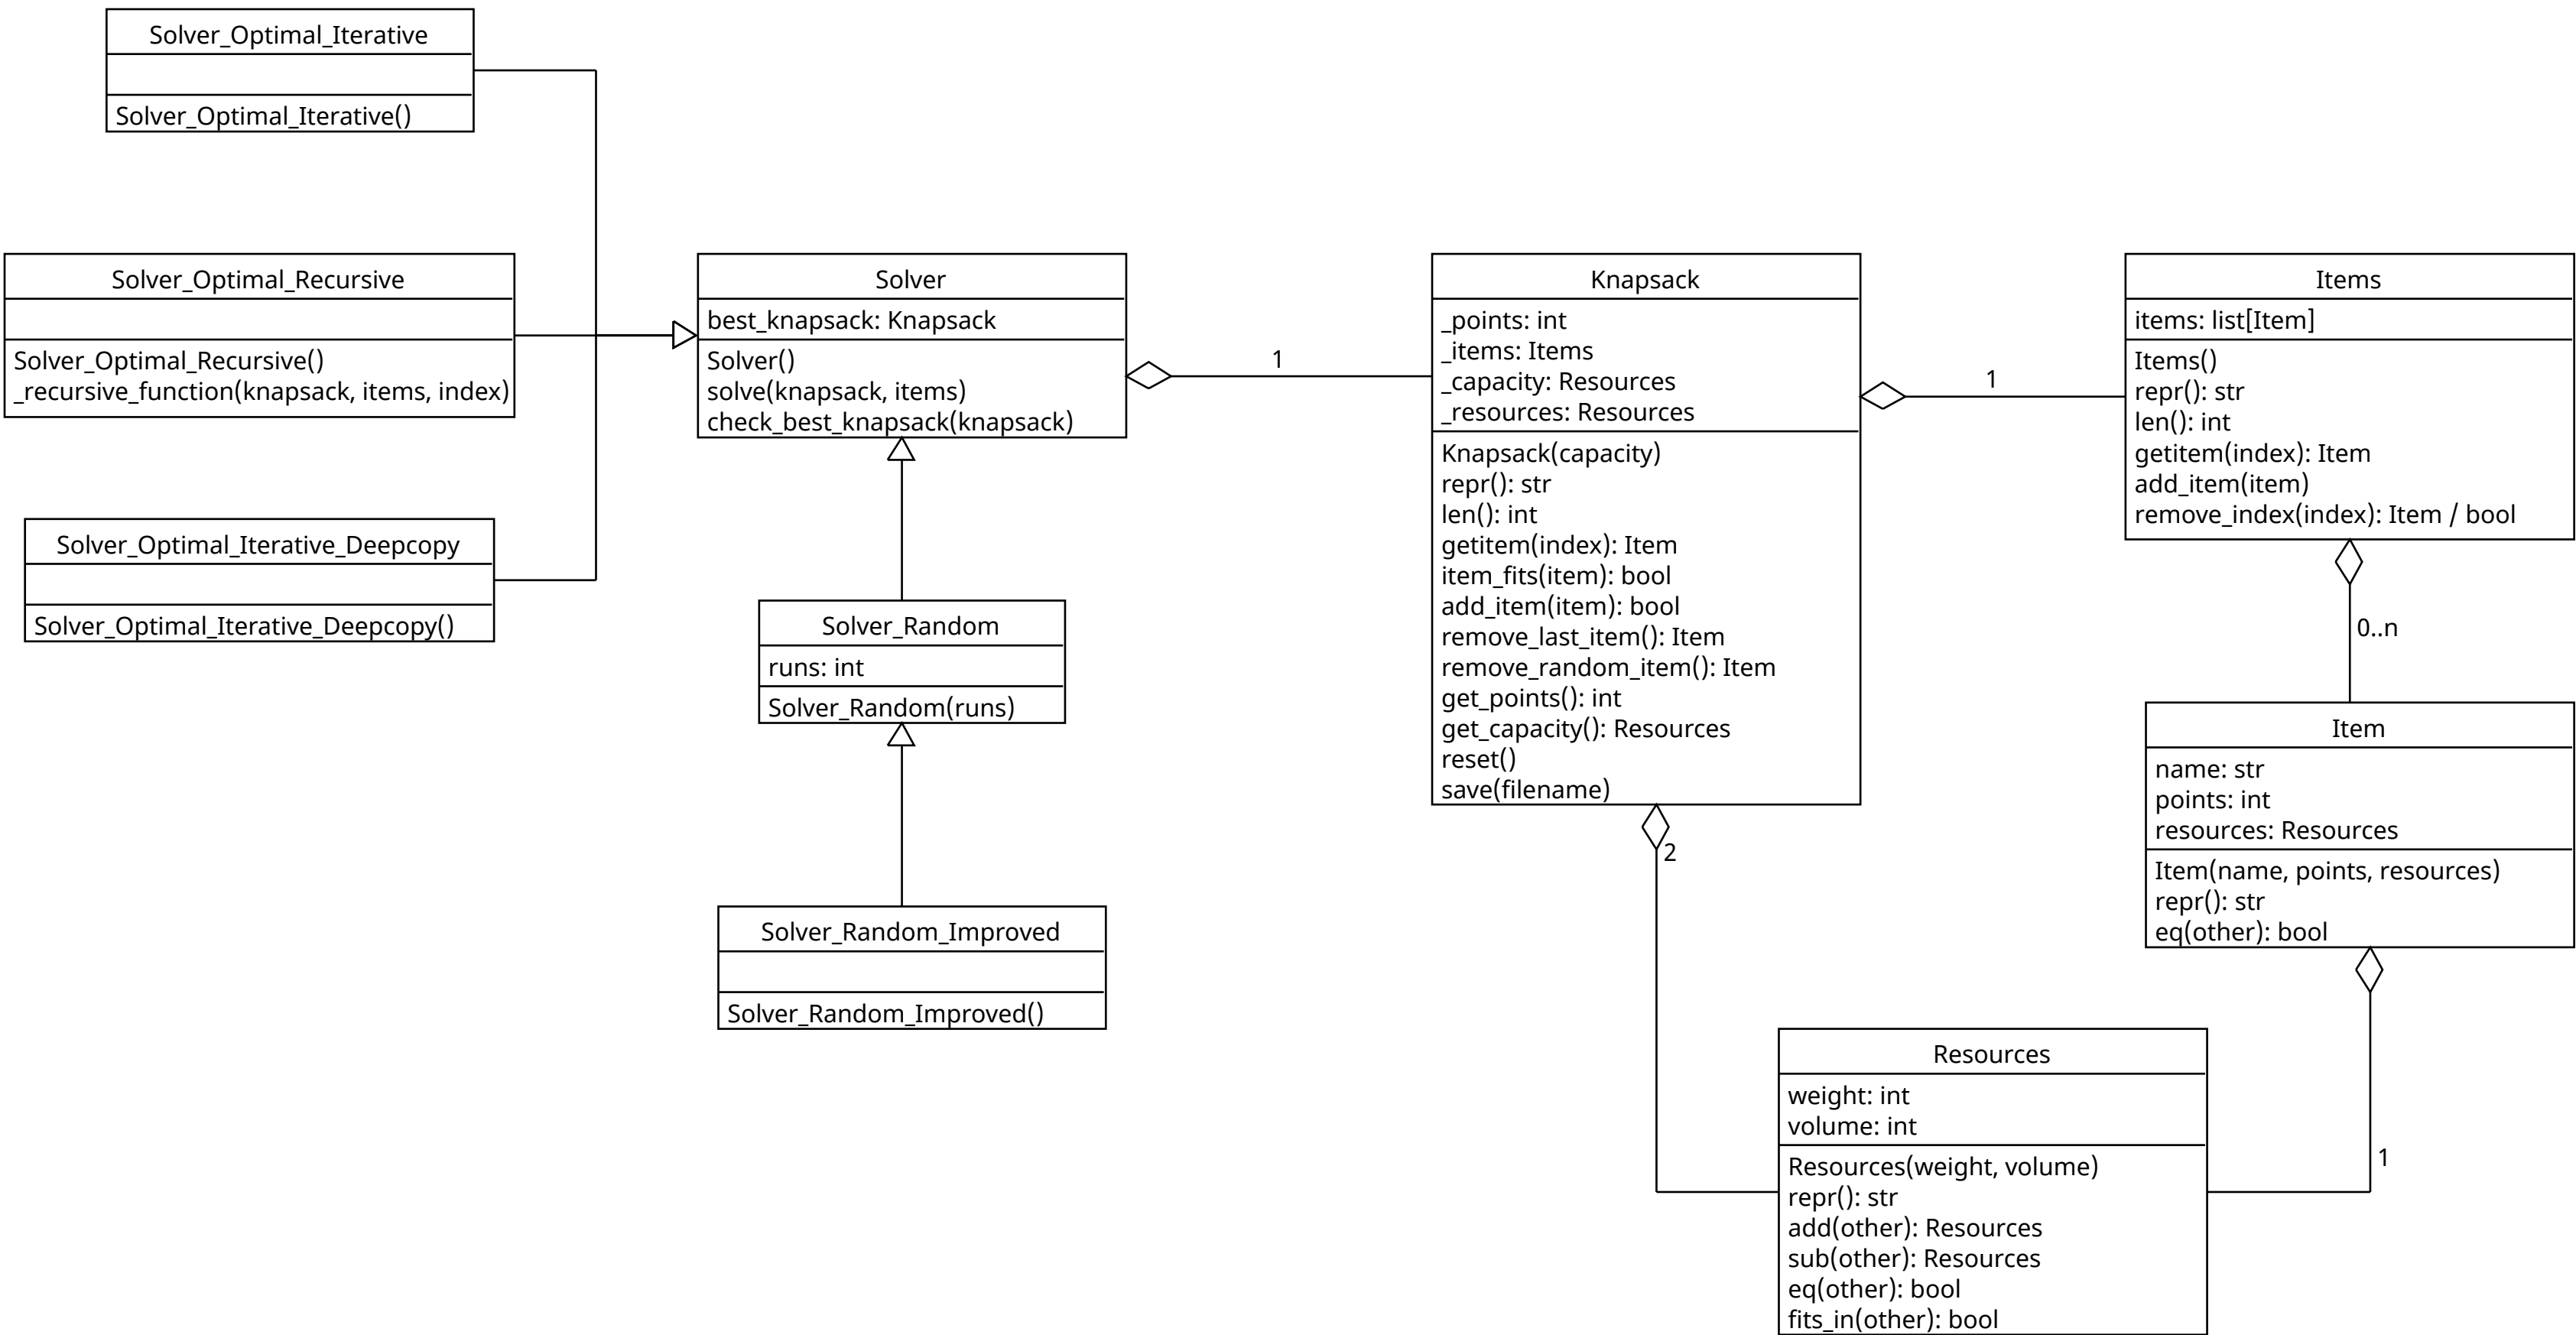 Solver_Optimal_Iterative
Solver_Optimal_Iterative()
Solver_Optimal_Recursive
Solver_Optimal_Recursive()
_recursive_function(knapsack, items, index)
Solver_Optimal_Iterative_Deepcopy
Solver_Optimal_Iterative_Deepcopy()
Solver
best_knapsack: Knapsack
Solver()
solve(knapsack, items)
check_best_knapsack(knapsack)
1
Solver_Random
runs: int
Solver_Random(runs)
Solver_Random_Improved
Solver_Random_Improved()
Knapsack
_points: int
_items: Items
_capacity: Resources
_resources: Resources
Knapsack(capacity)
repr(): str
len(): int
getitem(index): Item
item_fits(item): bool
add_item(item): bool
remove_last_item(): Item
remove_random_item(): Item
get_points(): int
get_capacity(): Resources
reset()
save(filename)
1
2
Items
items: list[Item]
Items()
repr(): str
len(): int
getitem(index): Item
add_item(item)
remove_index(index): Item / bool
0..n
Item
name: str
points: int
resources: Resources
Item(name, points, resources)
repr(): str
eq(other): bool
1
Resources
weight: int
volume: int
Resources(weight, volume)
repr(): str
add(other): Resources
sub(other): Resources
eq(other): bool
fits_in(other): bool